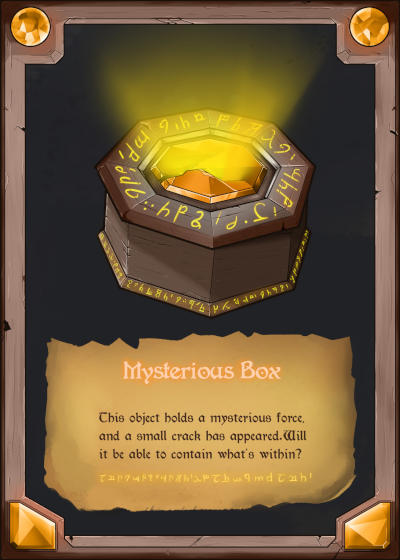 Mysterious Box
This object holds a mysterious force,
and a small crack has appeared.Will
it be able to contain what's within?